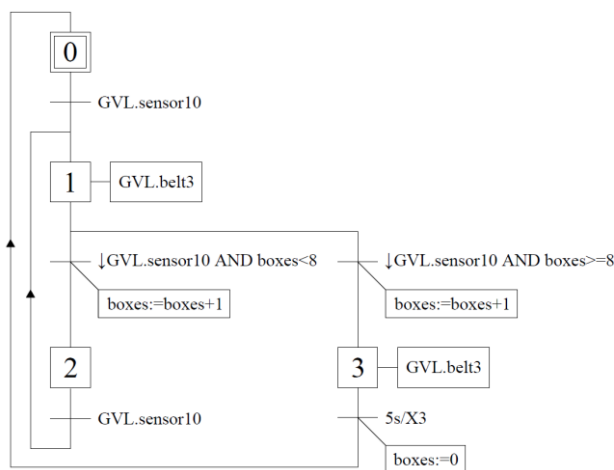 0
GVL.sensor10
1
GVL.belt3
↓GVL.sensor10 AND boxes<8
↓GVL.sensor10 AND boxes>=8
boxes:=boxes+1
boxes:=boxes+1
2
3
GVL.belt3
GVL.sensor10
5s/X3
boxes:=0